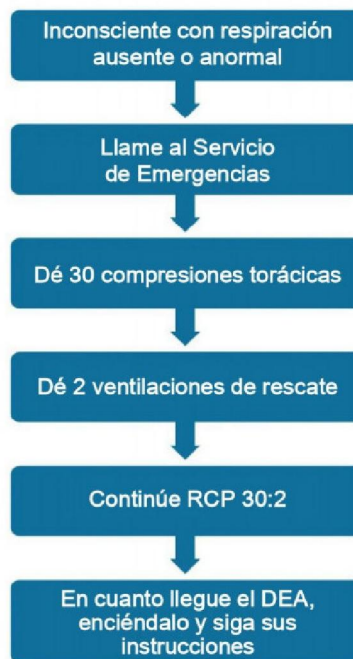 Inconsciente con respiración
ausente o anormal
Llame al Servicio
de Emergencias
Dé 30 compresiones torácicas
Dé 2 ventilaciones de rescate
Continúe RCP 30:2
En cuanto llegue el DEA,
enciéndalo y siga sus
instrucciones